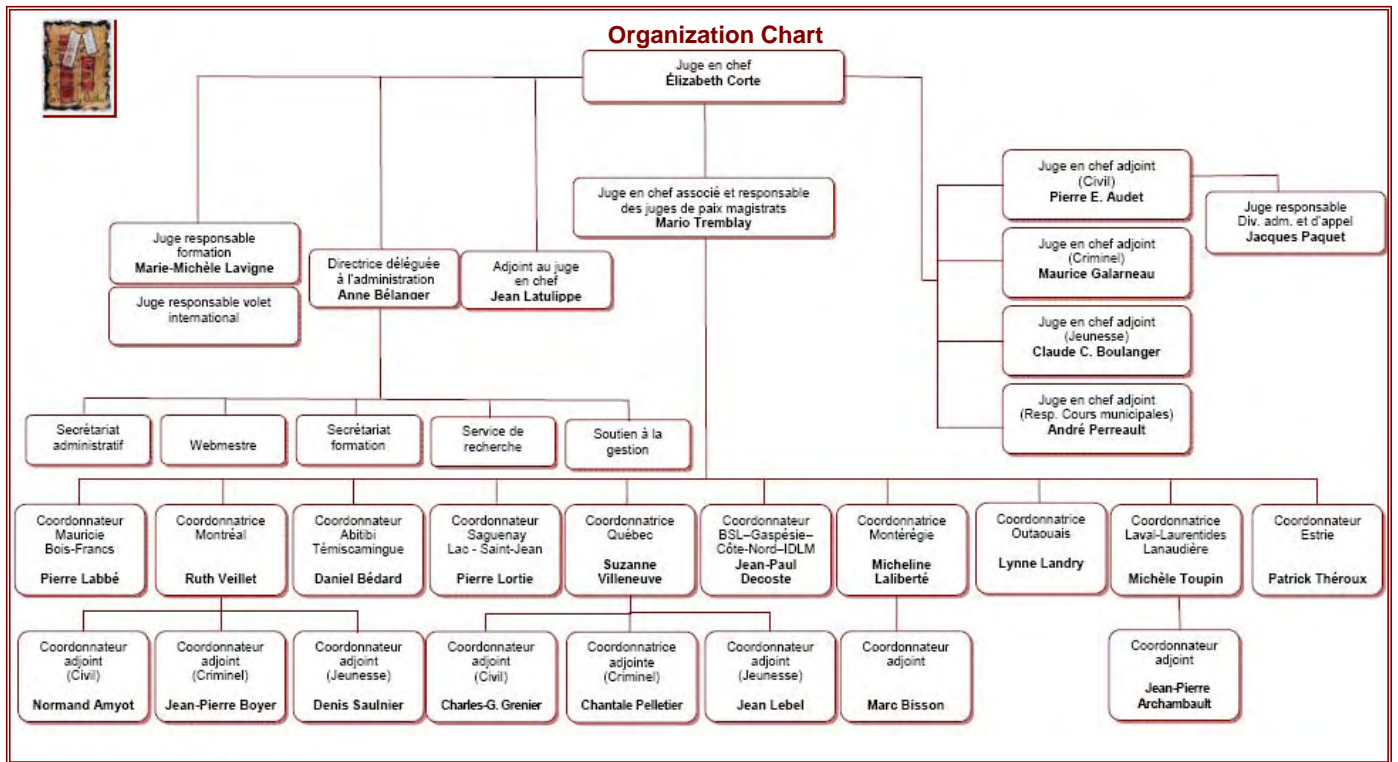 Organization Chart
Juge en chef
Élizabeth Corte
Juge en chef associé et responsable
des juges de paix magistrats
Mario Tremblay
Juge responsable
formation
Marie-Michèle Lavigne
Juge responsable volet
international
Directrice déléguée
à l'administration
Anne Bélanger
Adjoint au juge
en chef
Jean Latulippe
Juge en chef adjoint
(Civil)
Pierre E. Audet
Juge responsable
Div. adm. et d'appel
Jacques Paquet
Juge en chef adjoint
(Criminel)
Maurice Galarneau
Juge en chef adjoint
(Jeunesse)
Claude C. Boulanger
Juge en chef adjoint
(Resp. Cours municipales)
André Perreault
Secrétariat
administratif
Webmestre
Secrétariat
formation
Service de
recherche
Soutien à la
gestion
Coordonnateur
Mauricie
Bois-Francs
Pierre Labbé
Coordonnatrice
Montréal
Ruth Veillet
Coordonnateur
Abitibi
Témiscamingue
Daniel Bédard
Coordonnateur
Saguenay
Lac - Saint-Jean
Pierre Lortie
Coordonnatrice
Québec
Suzanne
Villeneuve
Coordonnateur
BSL–Gaspésie–
Côte-Nord–IDLM
Jean-Paul
Decoste
Coordonnatrice
Montérégie
Micheline
Laliberté
Coordonnatrice
Outaouais
Lynne Landry
Coordonnatrice
Laval-Laurentides
Lanaudière
Michèle Toupin
Coordonnateur
Estrie
Patrick Théroux
Coordonnateur
adjoint
(Civil)
Normand Amyot
Coordonnateur
adjoint
(Criminel)
Jean-Pierre Boyer
Coordonnateur
adjoint
(Jeunesse)
Denis Saulnier
Coordonnateur
adjoint
(Civil)
Charles-G. Grenier
Coordonnatrice
adjointe
(Criminel)
Chantale Pelletier
Coordonnateur
adjoint
(Jeunesse)
Jean Lebel
Coordonnateur
adjoint
Marc Bisson
Coordonnateur
adjoint
Jean-Pierre
Archambault